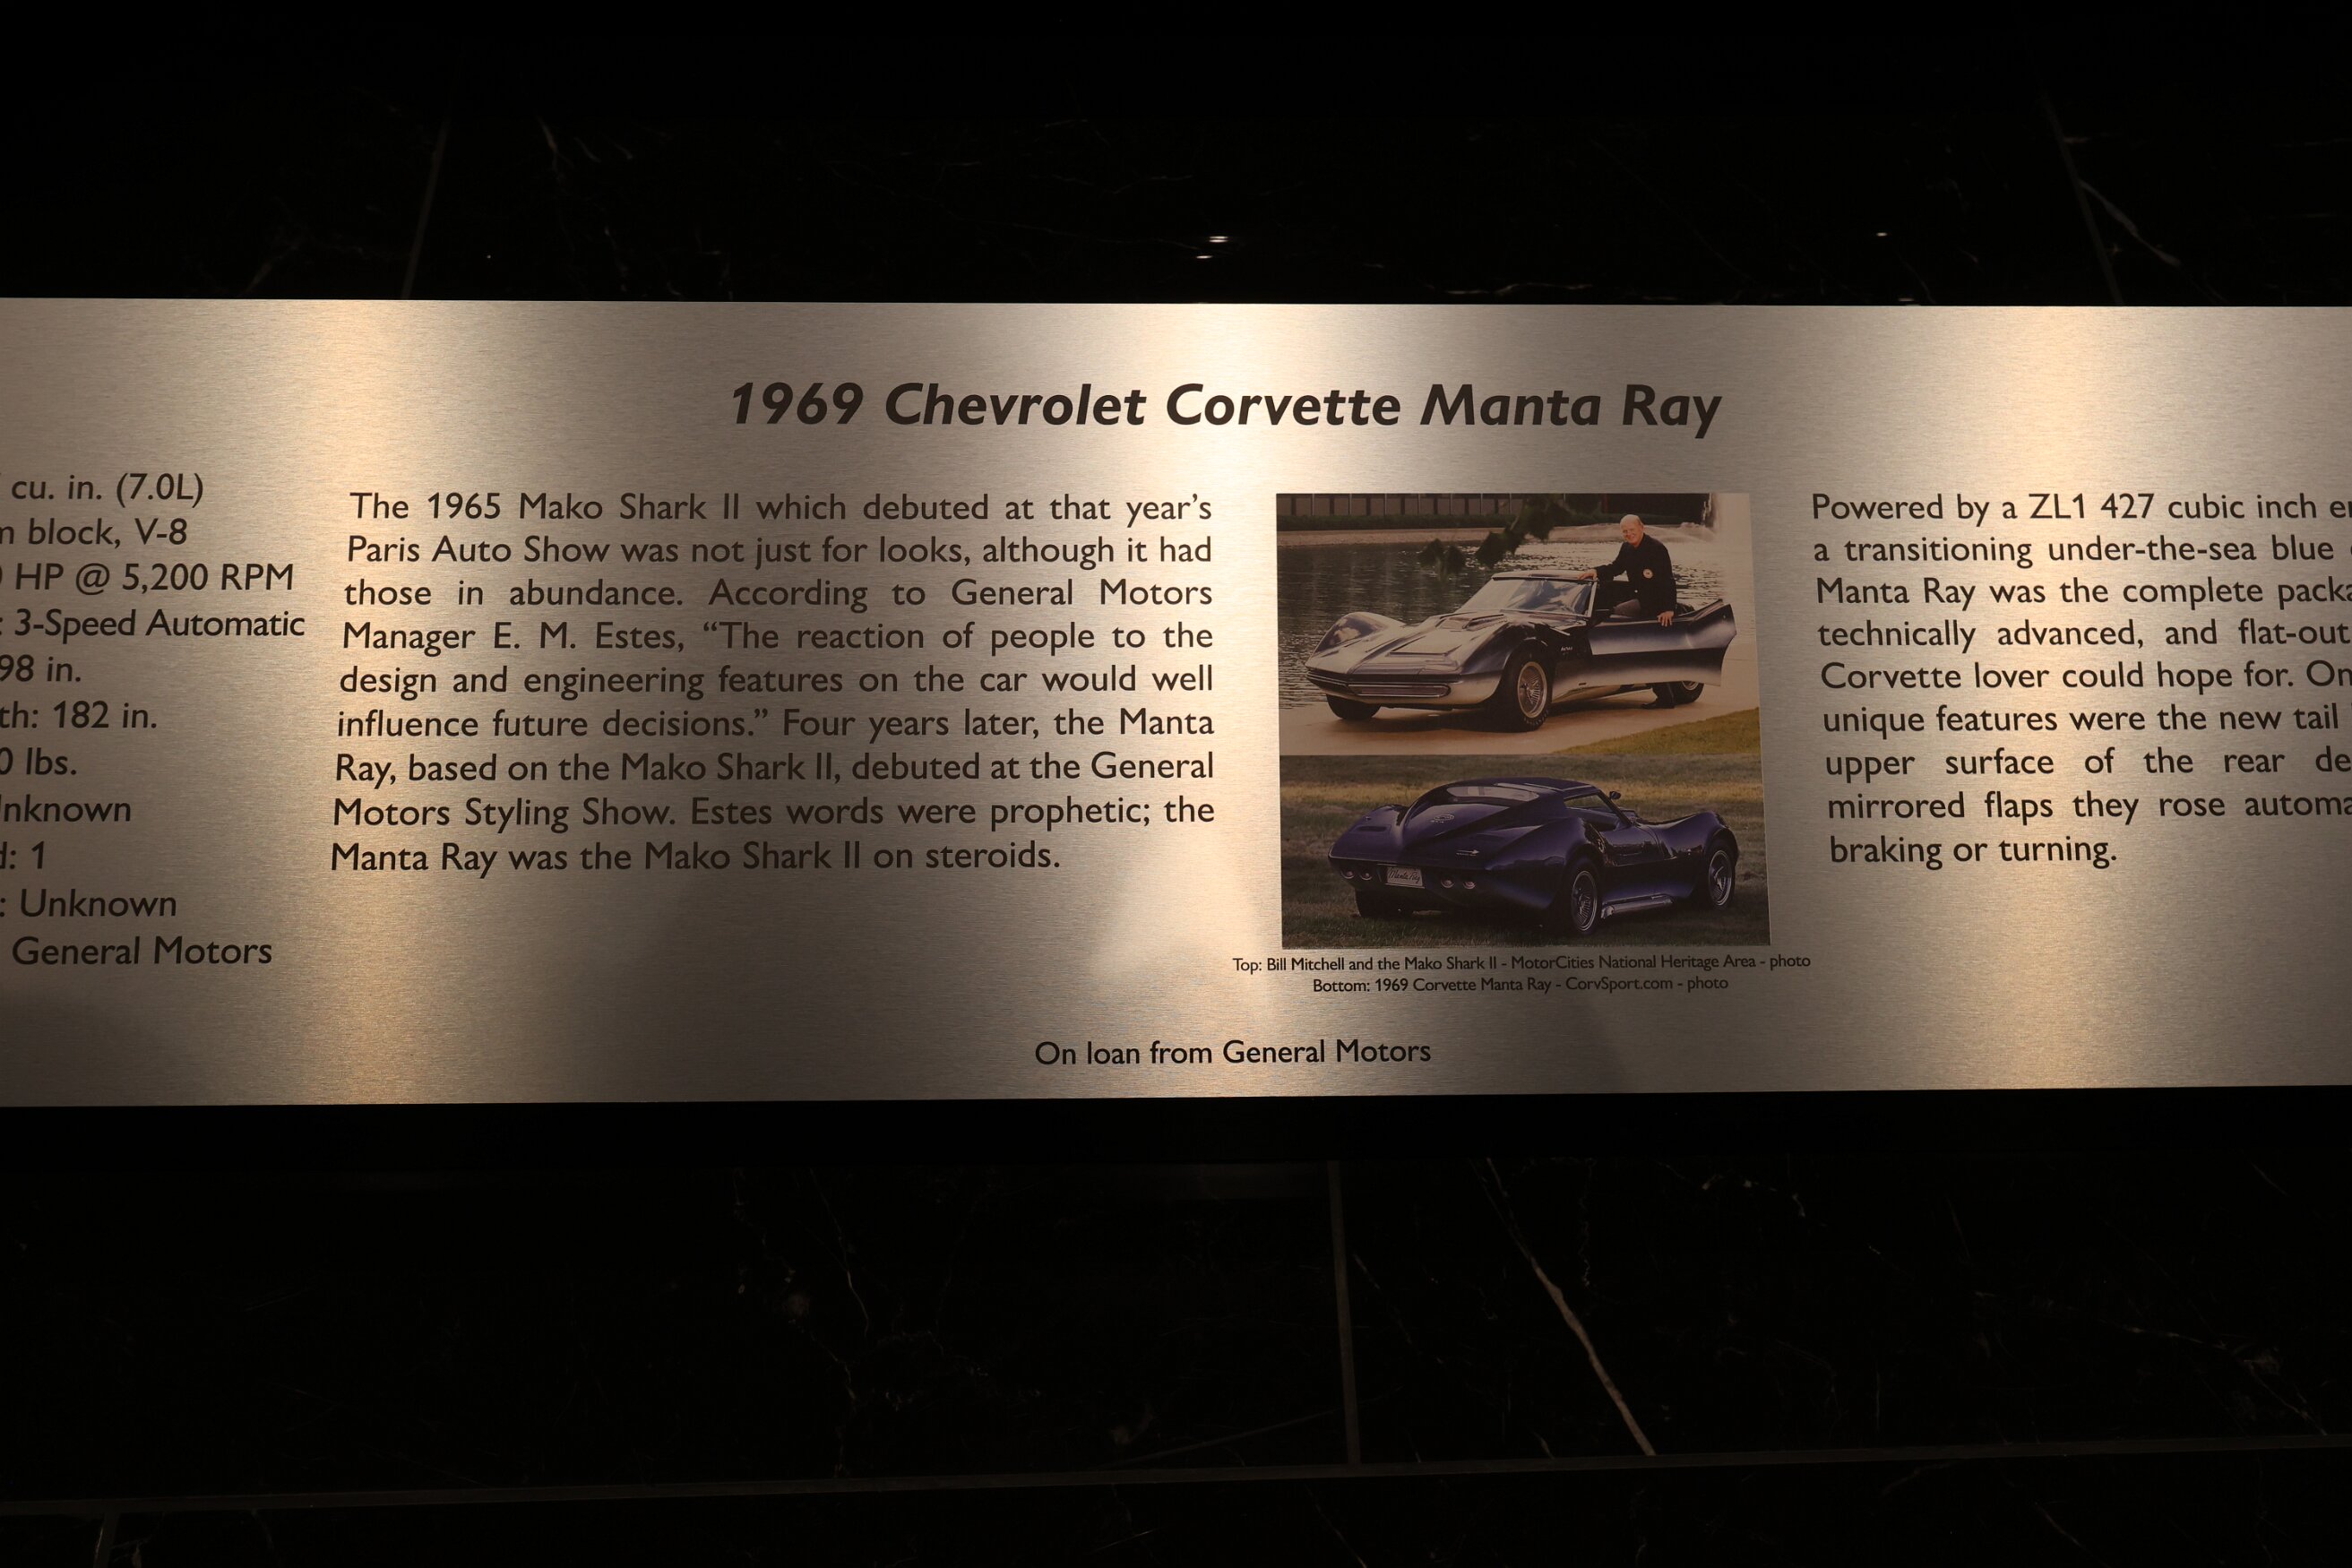 1969 Chevrolet Corvette Manta Ray
cu. in. (7.0L)
block, V-8
HP @ 5,200 RPM
: 3-Speed Automatic
98 in.
th: 182 in.
0 lbs.
nknown
d: 1
: Unknown
General Motors
The 1965 Mako Shark II which debuted at that year's
Paris Auto Show was not just for looks, although it had
those in abundance. According to General Motors
Manager E. M. Estes, “The reaction of people to the
design and engineering features on the car would well
influence future decisions.” Four years later, the Manta
Ray, based on the Mako Shark II, debuted at the General
Motors Styling Show. Estes words were prophetic; the
Manta Ray was the Mako Shark II on steroids.
Manta Ray
Top: Bill Mitchell and the Mako Shark II - MotorCities National Heritage Area - photo
Bottom: 1969 Corvette Manta Ray - CorvSport.com - photo
Powered by a ZL1 427 cubic inch
a transitioning under-the-sea blue
Manta Ray was the complete packa
technically advanced, and flat-out
Corvette lover could hope for. On
unique features were the new tail
upper surface of the rear de
mirrored flaps they rose automa
braking or turning.
On loan from General Motors